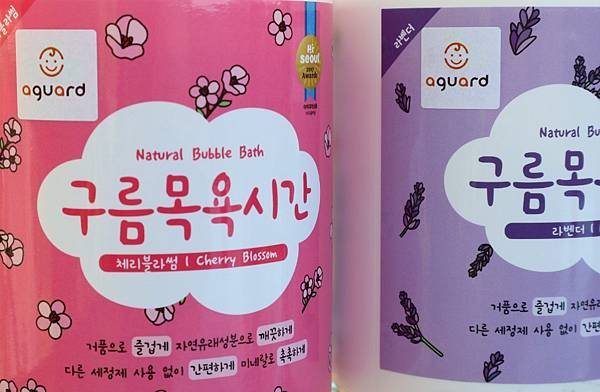 aguard
Hi
seoul
Awards
Natural Bubble Bath
구름목욕시간
체리블라썸 | Cherry Blossom
거품으로 즐겁게 자연유래성분으로 깨끗하게
다른 세정제 사용 없이 간편하게 미네랄로 촉촉하게
라벤더
aguard
Natural Bu
구름목
라벤더 |
거품으로 즐겁게 자연유래
다른 세정제 사용 없이 간편